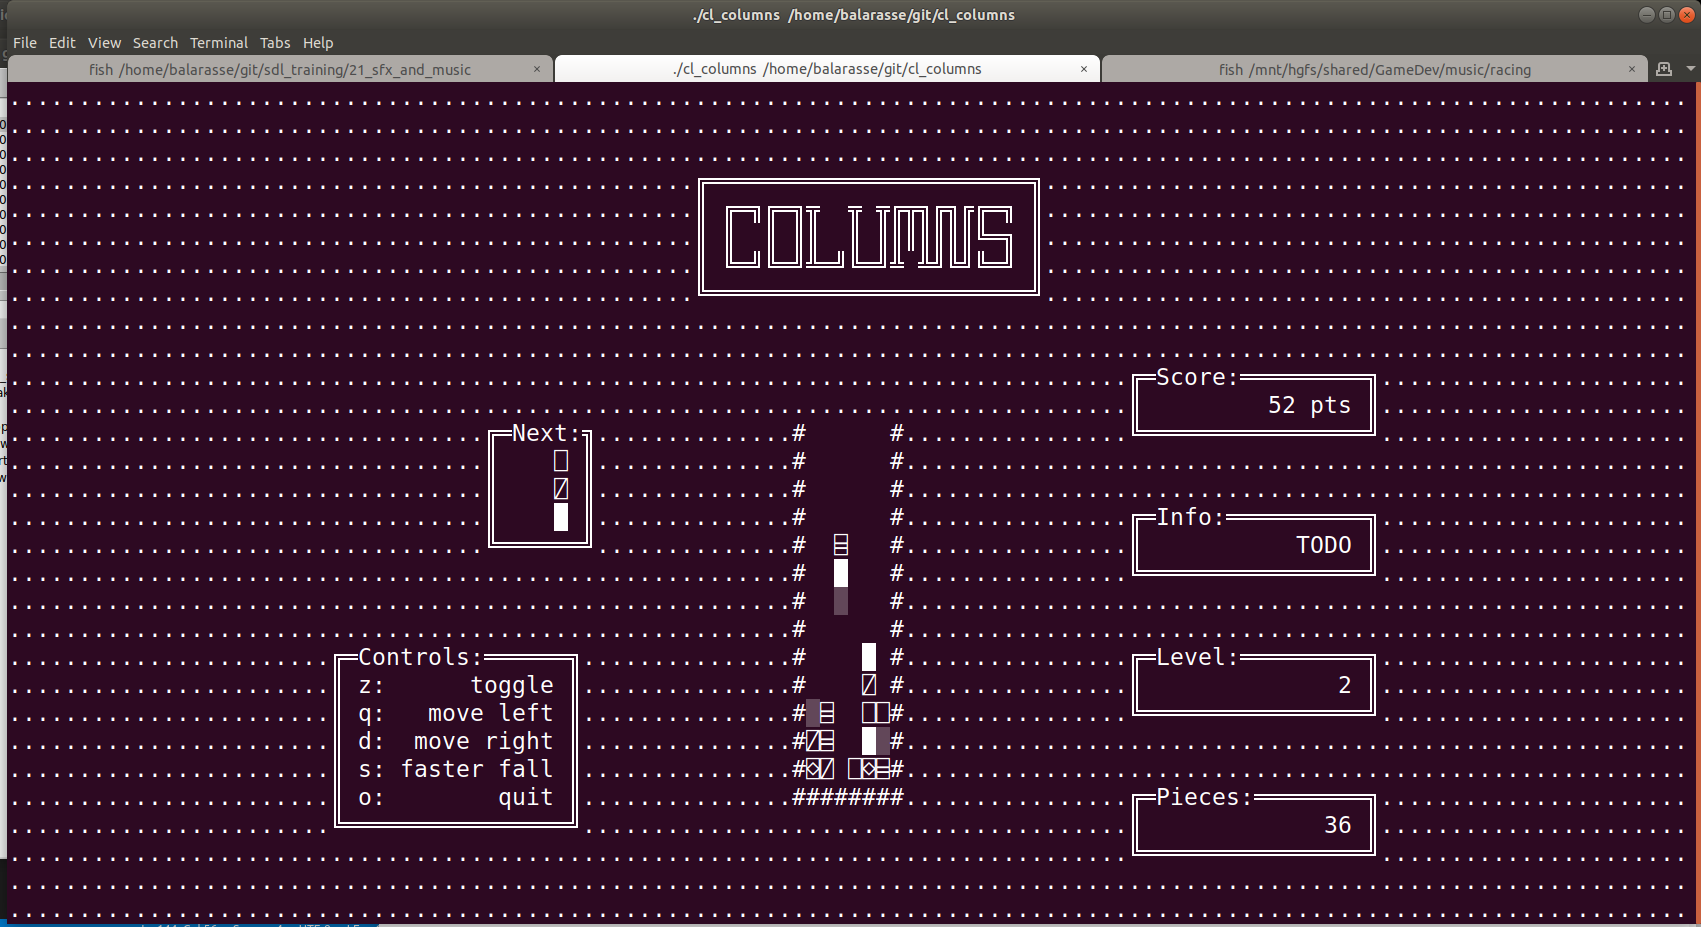 ./cl_columns /home/balarasse/git/cl_columns
File Edit View Search Terminal Tabs Help
fish /home/balarasse/git/sdl_training/21_sfx_and_music ×
./cl_columns /home/balarasse/git/cl_columns ×
fish /mnt/hgfs/shared/GameDev/music/racing ×
COLUMNS
Score:
52 pts
Next:
Info:
TODO
Controls:
z: toggle
q: move left
d: move right
s: faster fall
o: quit
Level:
2
########
Pieces:
36